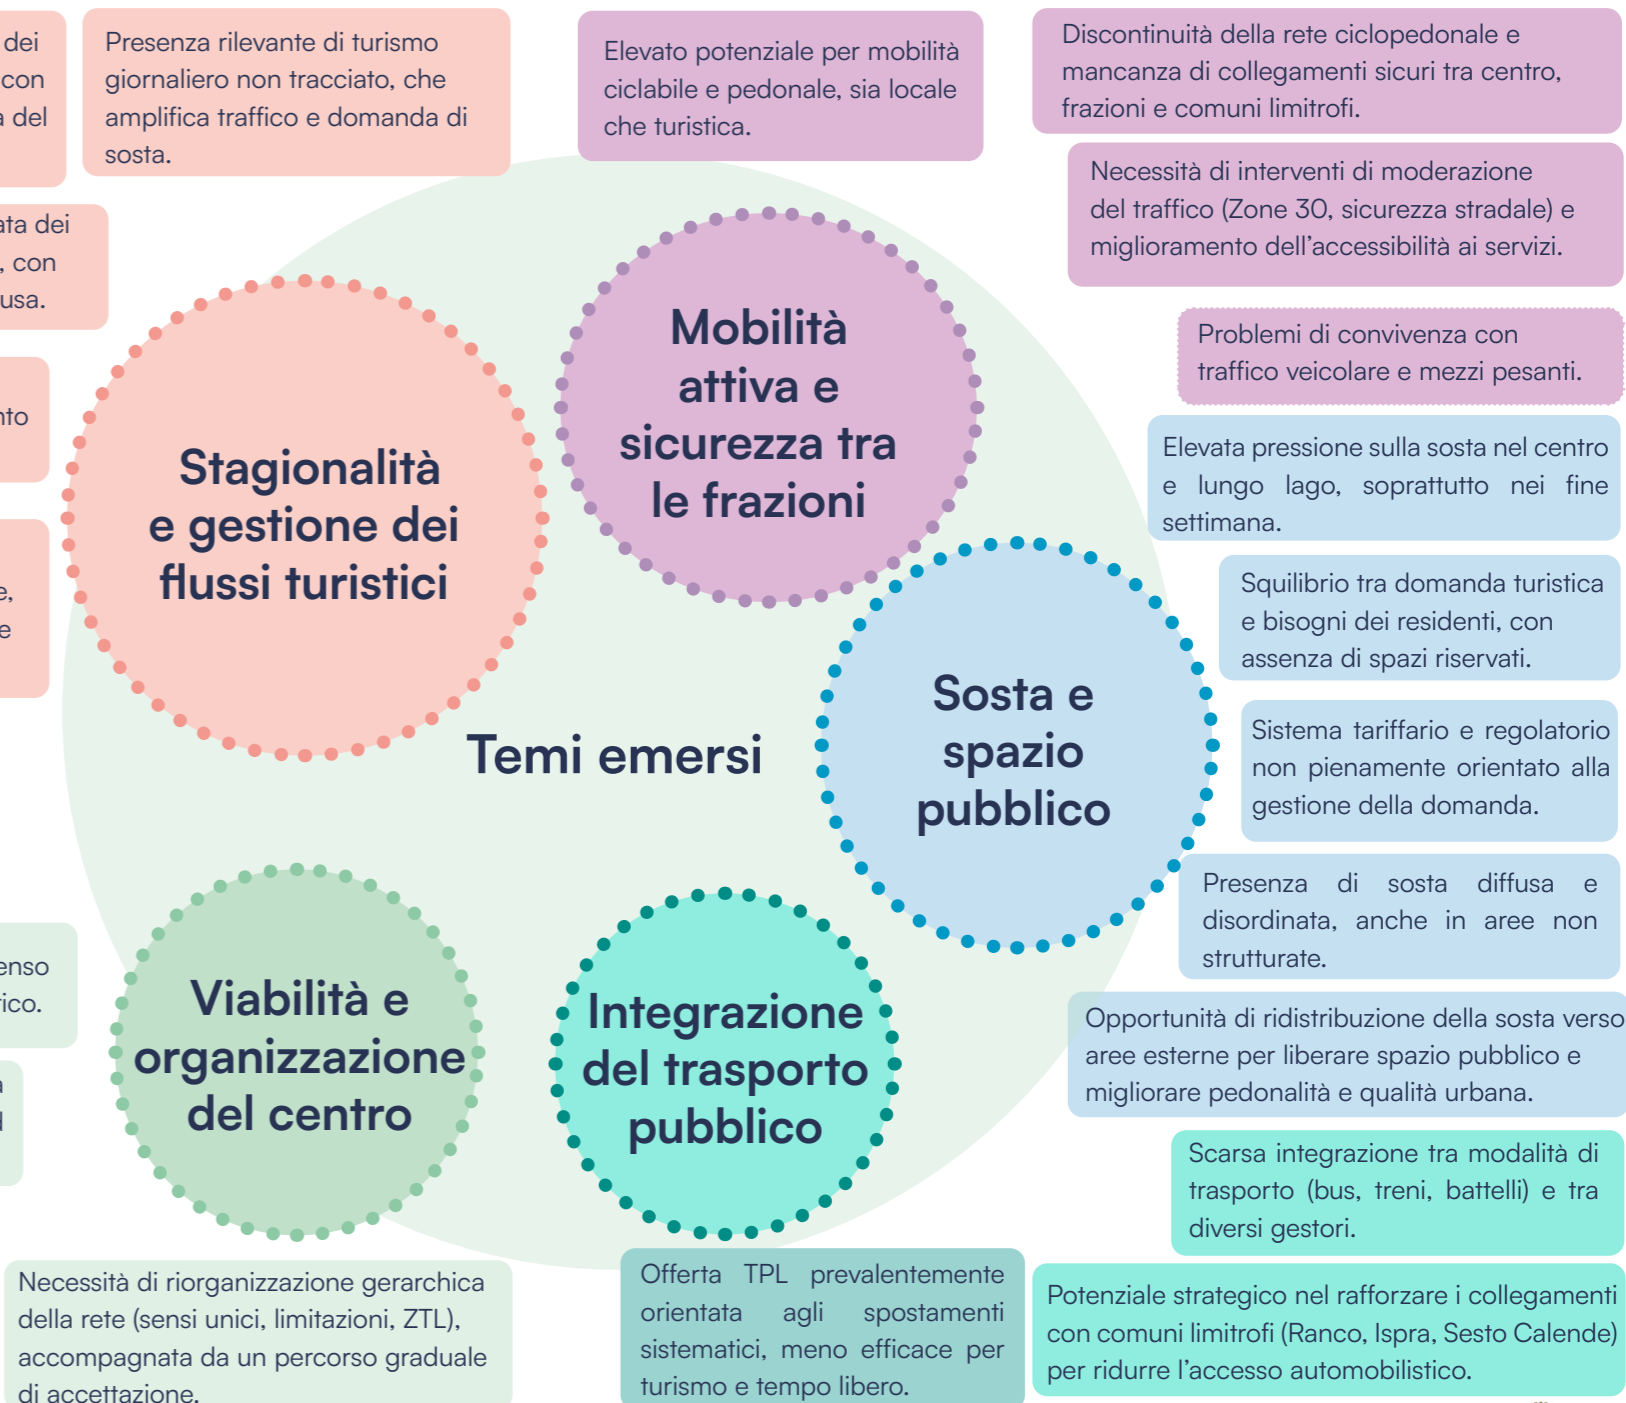 dei
con
del
Presenza rilevante di turismo
giornaliero non tracciato, che
amplifica traffico e domanda di
sosta.
Elevato potenziale per mobilità
ciclabile e pedonale, sia locale
che turistica.
Discontinuità della rete ciclopedonale e
mancanza di collegamenti sicuri tra centro,
frazioni e comuni limitrofi.
Necessità di interventi di moderazione
del traffico (Zone 30, sicurezza stradale) e
miglioramento dell'accessibilità ai servizi.
dei
, con
usa.
Problemi di convivenza con
traffico veicolare e mezzi pesanti.
Mobilità
attiva e
sicurezza tra
le frazioni
Stagionalità
e gestione dei
flussi turistici
Elevata pressione sulla sosta nel centro
e lungo lago, soprattutto nei fine
settimana.
Squilibrio tra domanda turistica
e bisogni dei residenti, con
assenza di spazi riservati.
Sosta e
spazio
pubblico
Temi emersi
Sistema tariffario e regolatorio
non pienamente orientato alla
gestione della domanda.
Presenza di sosta diffusa e
disordinata, anche in aree non
strutturate.
enso
ico.
Viabilità e
organizzazione
del centro
Integrazione
del trasporto
pubblico
Opportunità di ridistribuzione della sosta verso
aree esterne per liberare spazio pubblico e
migliorare pedonalità e qualità urbana.
Scarsa integrazione tra modalità di
trasporto (bus, treni, battelli) e tra
diversi gestori.
Necessità di riorganizzazione gerarchica
della rete (sensi unici, limitazioni, ZTL),
accompagnata da un percorso graduale
di accettazione.
Offerta TPL prevalentemente
orientata agli spostamenti
sistematici, meno efficace per
turismo e tempo libero.
Potenziale strategico nel rafforzare i collegamenti
con comuni limitrofi (Ranco, Ispra, Sesto Calende)
per ridurre l'accesso automobilistico.